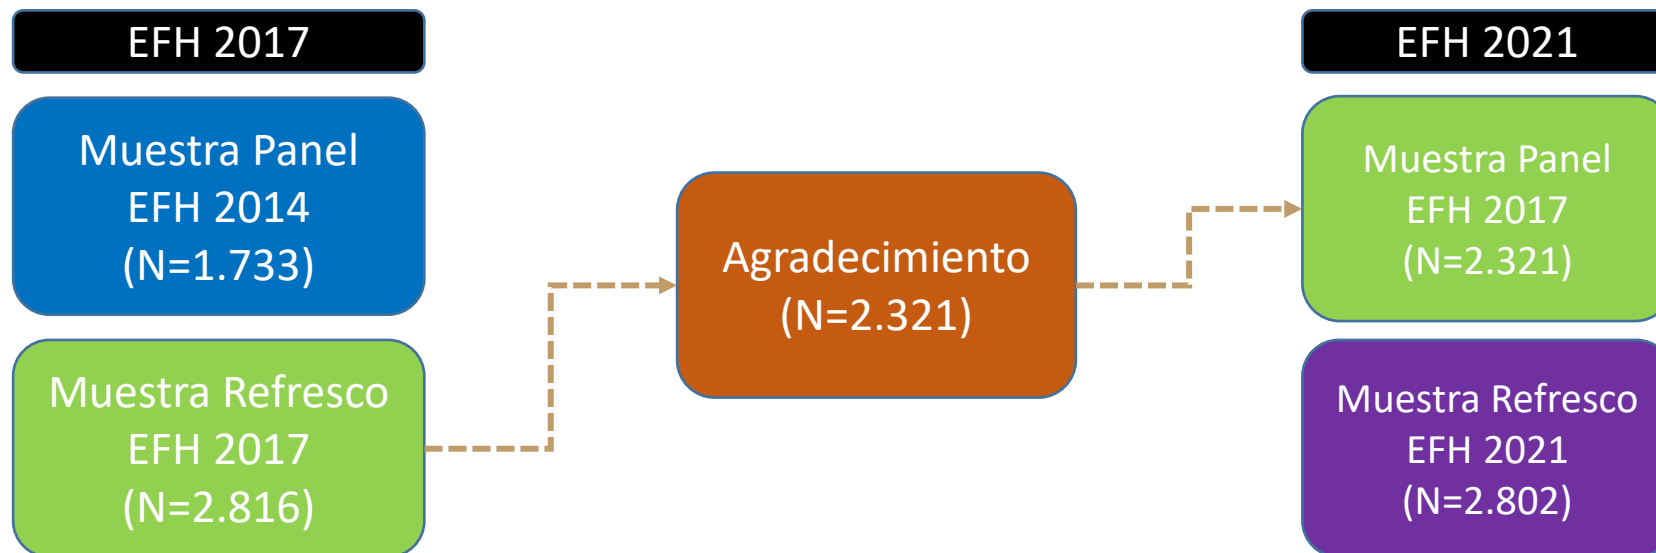 EFH 2017
Muestra Panel
EFH 2014
(N=1.733)
Muestra Refresco
EFH 2017
(N=2.816)
Agradecimiento
(N=2.321)
EFH 2021
Muestra Panel
EFH 2017
(N=2.321)
Muestra Refresco
EFH 2021
(N=2.802)